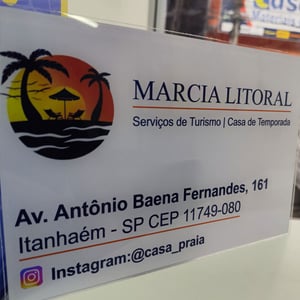 MARCIA LITORAL
Serviços de Turismo | Casa de Temporada
Av. Antônio Baena Fernandes, 161
Itanhaém - SP CEP 11749-080
Instagram:@casa_praia